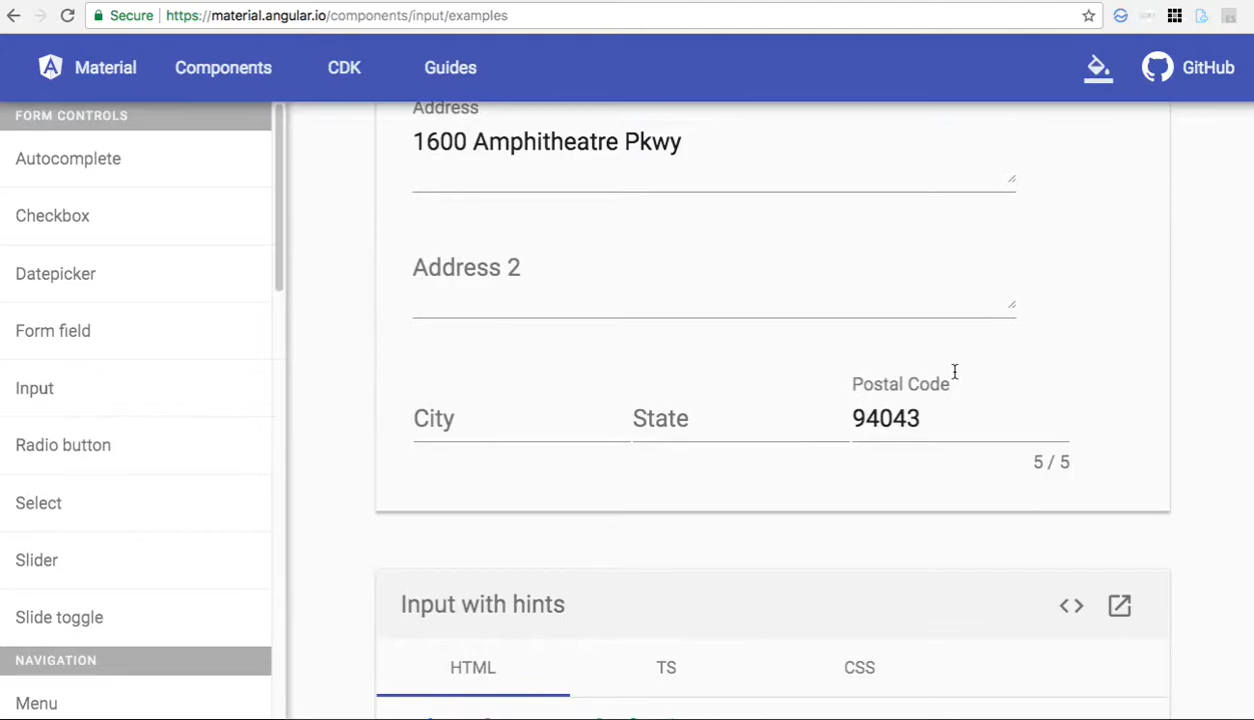 Secure https://material.angular.io/components/input/examples
Material Components CDK Guides GitHub
FORM CONTROLS
Autocomplete
Checkbox
Datepicker
Form field
Input
Radio button
Select
Slider
Slide toggle
NAVIGATION
Menu
Address
1600 Amphitheatre Pkwy
Address 2
City State Postal Code
94043
5 / 5
Input with hints
HTML TS CSS